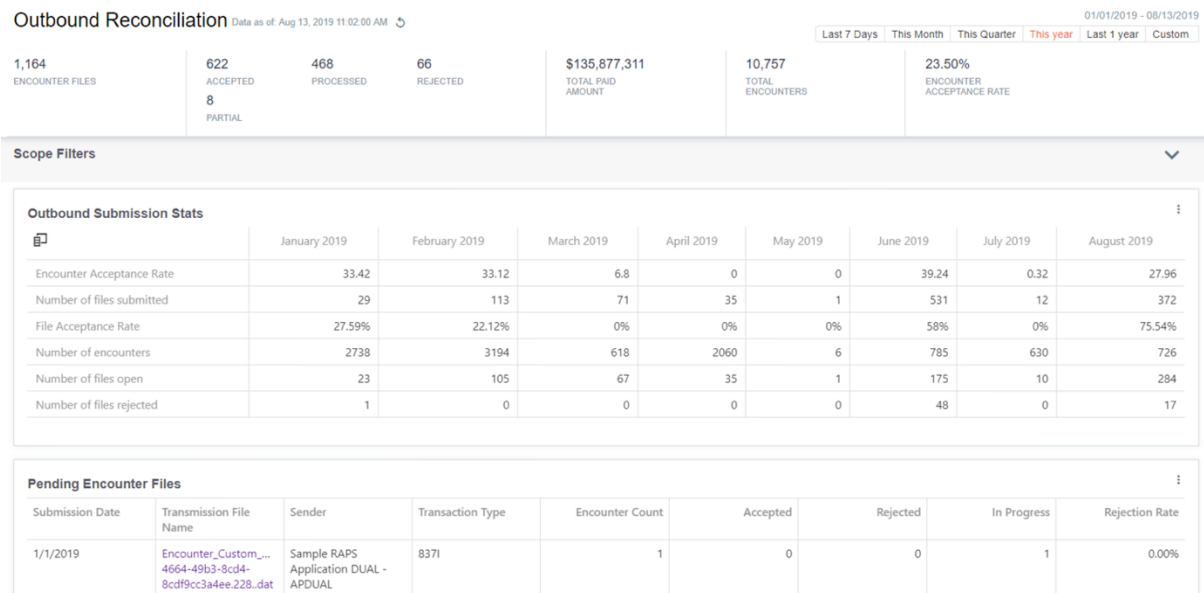 Outbound Reconciliation Data as of: Aug 13, 2019 11:02:00 AM
01/01/2019 - 08/13/2019
Last 7 Days This Month This Quarter This year Last 1 year Custom
1,164
ENCOUNTER FILES
622 468 66
ACCEPTED PROCESSED REJECTED
8
PARTIAL
$135,877,311
TOTAL PAID
AMOUNT
10,757
TOTAL
ENCOUNTERS
23.50%
ENCOUNTER
ACCEPTANCE RATE
Scope Filters
Outbound Submission Stats
January 2019 February 2019 March 2019 April 2019 May 2019 June 2019 July 2019 August 2019
Encounter Acceptance Rate 33.42 33.12 6.8 0 0 39.24 0.32 27.96
Number of files submitted 29 113 71 35 1 531 12 372
File Acceptance Rate 27.59% 22.12% 0% 0% 0% 58% 0% 75.54%
Number of encounters 2738 3194 618 2060 6 785 630 726
Number of files open 23 105 67 35 1 175 10 284
Number of files rejected 1 0 0 0 0 48 0 17
Pending Encounter Files
Submission Date Transmission File Sender Transaction Type Encounter Count Accepted Rejected In Progress Rejection Rate
Name
1/1/2019 Encounter_Custom_... Sample RAPS 837I 1 0 0 1 0.00%
4664-49b3-8cd4- Application DUAL -
8cdf9cc3a4ee.228..dat APDUAL